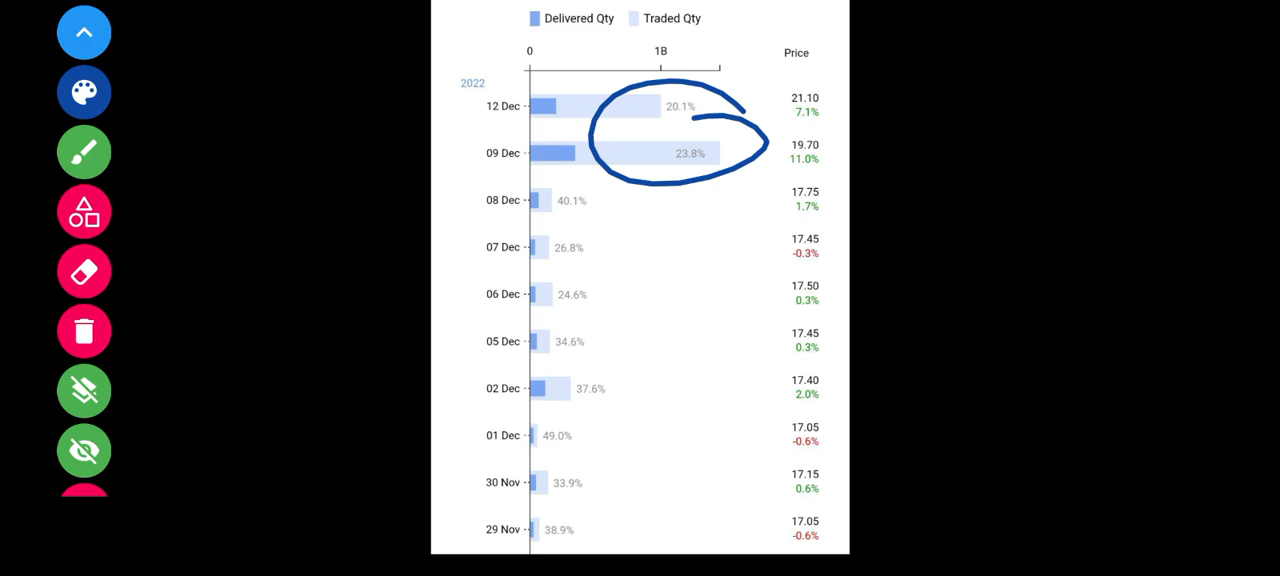 Delivered Qty Traded Qty
0 1B Price
2022
12 Dec 20.1% 21.10
7.1%
09 Dec 23.8% 19.70
11.0%
08 Dec 40.1% 17.75
1.7%
07 Dec 26.8% 17.45
-0.3%
06 Dec 24.6% 17.50
0.3%
05 Dec 34.6% 17.45
0.3%
02 Dec 37.6% 17.40
2.0%
01 Dec 49.0% 17.05
-0.6%
30 Nov 33.9% 17.15
0.6%
29 Nov 38.9% 17.05
-0.6%